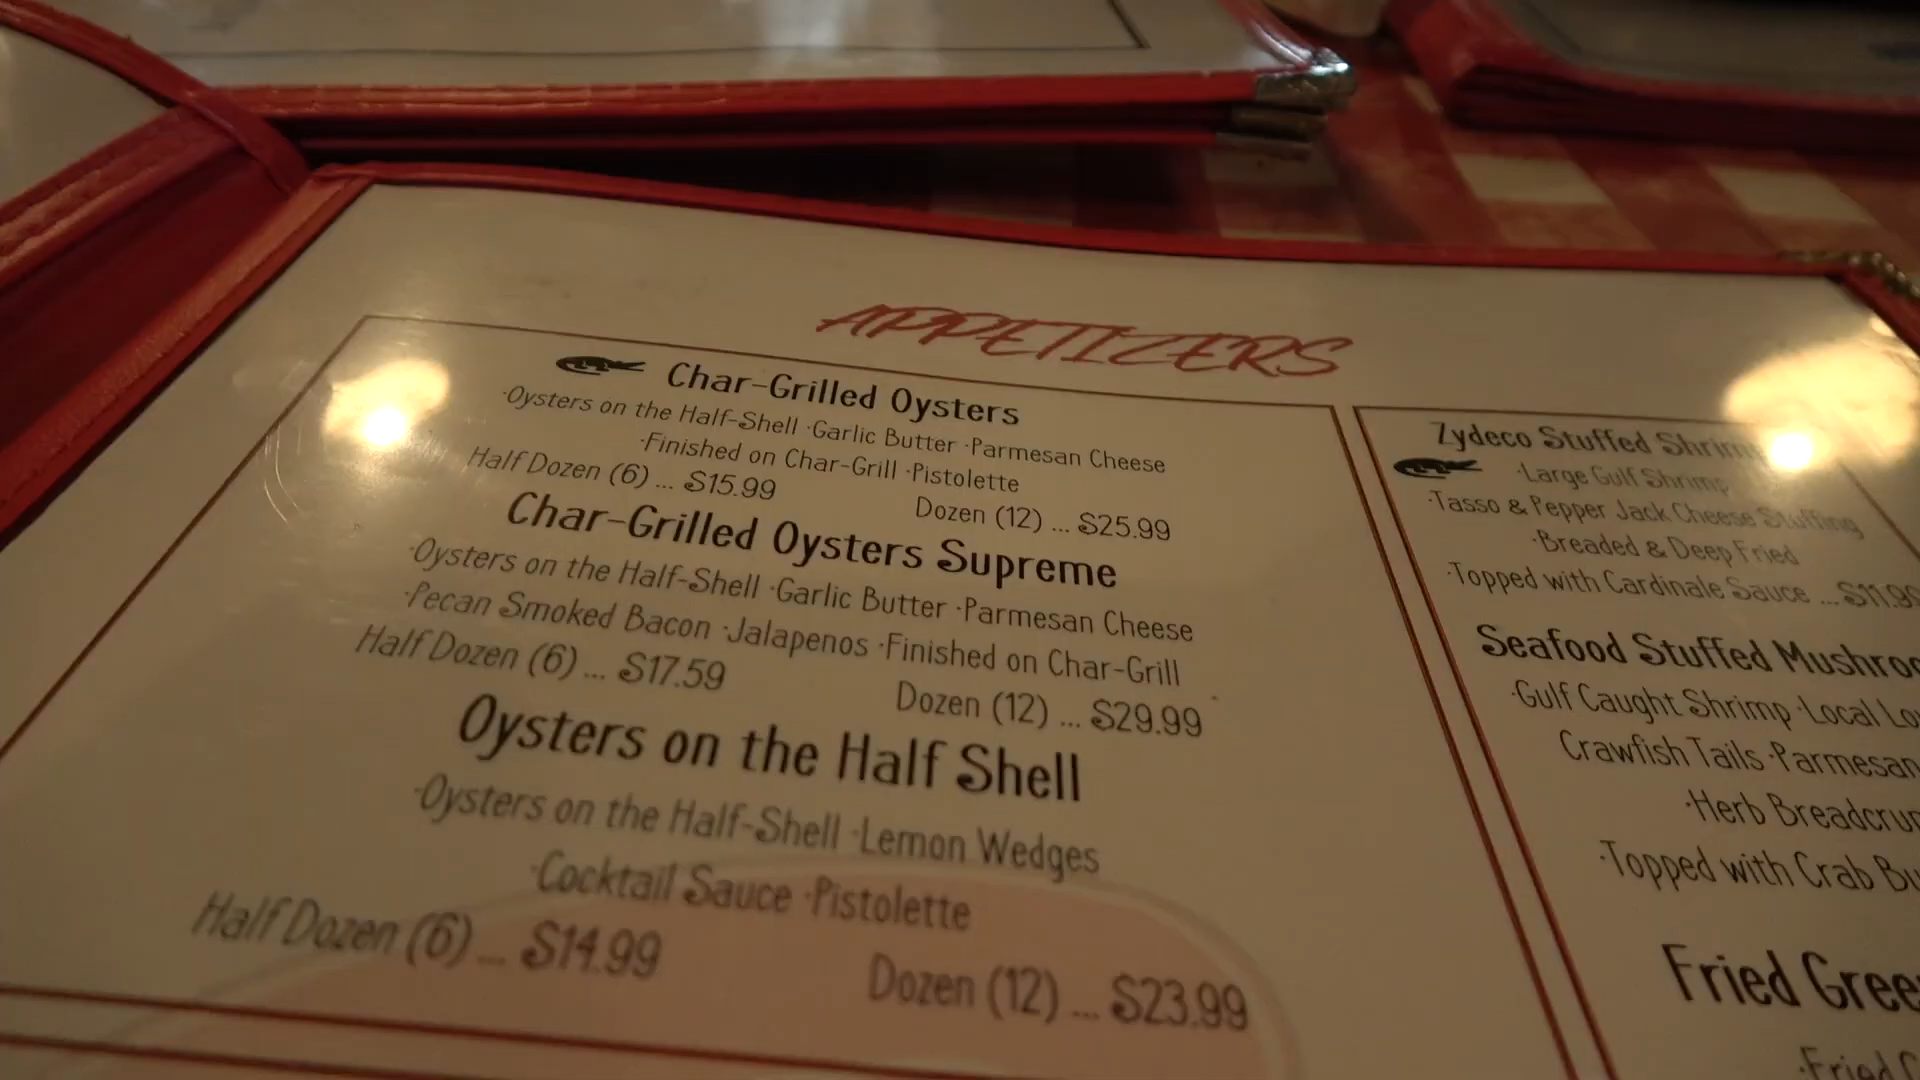 APPETIZERS
Char-Grilled Oysters
·Oysters on the Half-Shell ·Garlic Butter ·Parmesan Cheese
·Finished on Char-Grill ·Pistolette
Half Dozen (6) ... $15.99
Dozen (12) ... $25.99
Char-Grilled Oysters Supreme
·Oysters on the Half-Shell ·Garlic Butter ·Parmesan Cheese
·Pecan Smoked Bacon ·Jalapenos ·Finished on Char-Grill
Half Dozen (6) ... $17.59
Dozen (12) ... $29.99
Oysters on the Half Shell
·Oysters on the Half-Shell ·Lemon Wedges
·Cocktail Sauce ·Pistolette
Half Dozen (6) ... $14.99
Dozen (12) ... $23.99
Zydeco Stuffed Shrimp
·Large Gulf Shrimp
·Tasso & Pepper Jack Cheese Stuffing
·Breaded & Deep Fried
·Topped with Cardinale Sauce ... $11.99
Seafood Stuffed
·Gulf Caught Shrimp ·Local
Crawfish Tails ·Parmesan
·Herb
·Topped with Crab
Fried
·Fried